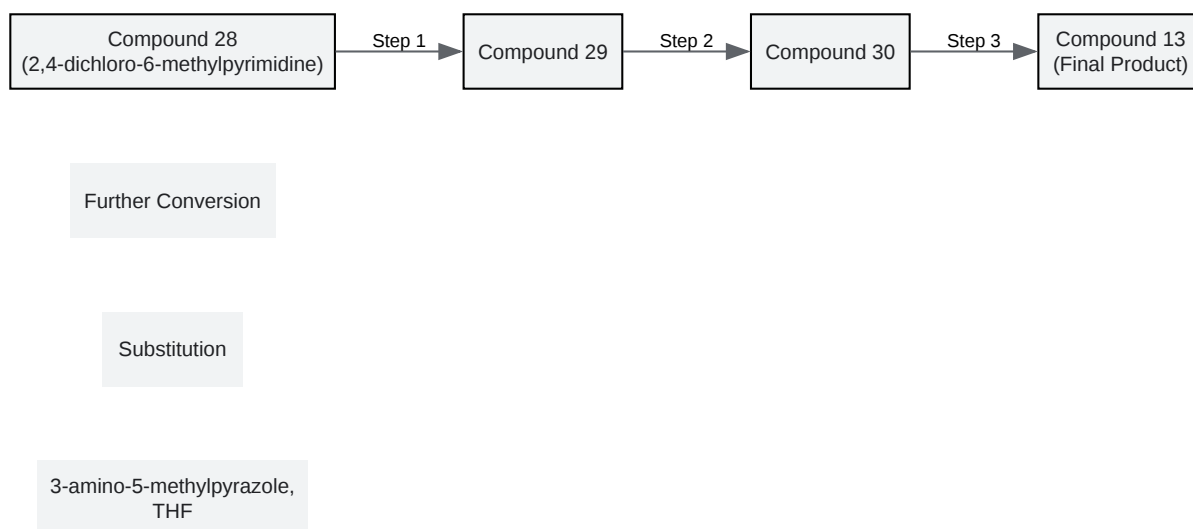 Compound 28
(2,4-dichloro-6-methylpyrimidine)
Step 1
Compound 29
Step 2
Compound 30
Step 3
Compound 13
(Final Product)
Further Conversion
Substitution
3-amino-5-methylpyrazole,
THF